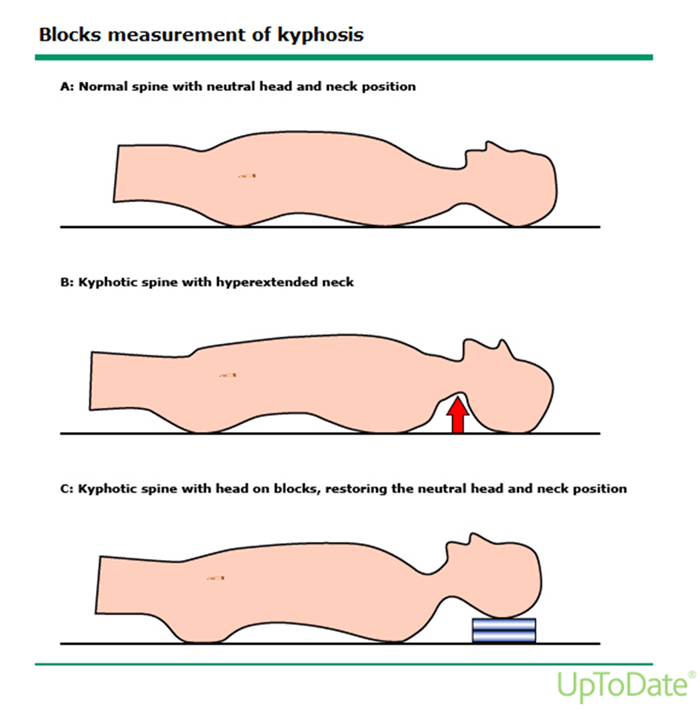 Blocks measurement of kyphosis
A: Normal spine with neutral head and neck position
B: Kyphotic spine with hyperextended neck
C: Kyphotic spine with head on blocks, restoring the neutral head and neck position
UpToDate®